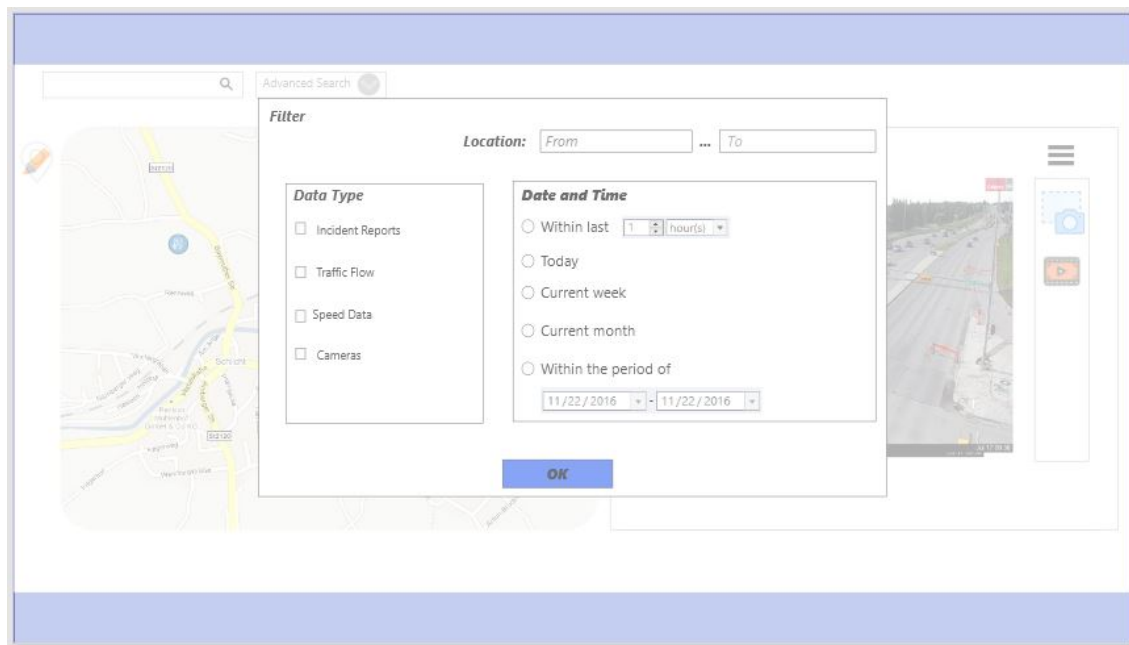 Advanced Search
Filter
Location: From ... To
Data Type
Incident Reports
Traffic Flow
Speed Data
Cameras
Date and Time
Within last 1 hour(s)
Today
Current week
Current month
Within the period of
11/22/2016 - 11/22/2016
OK
Schlicht